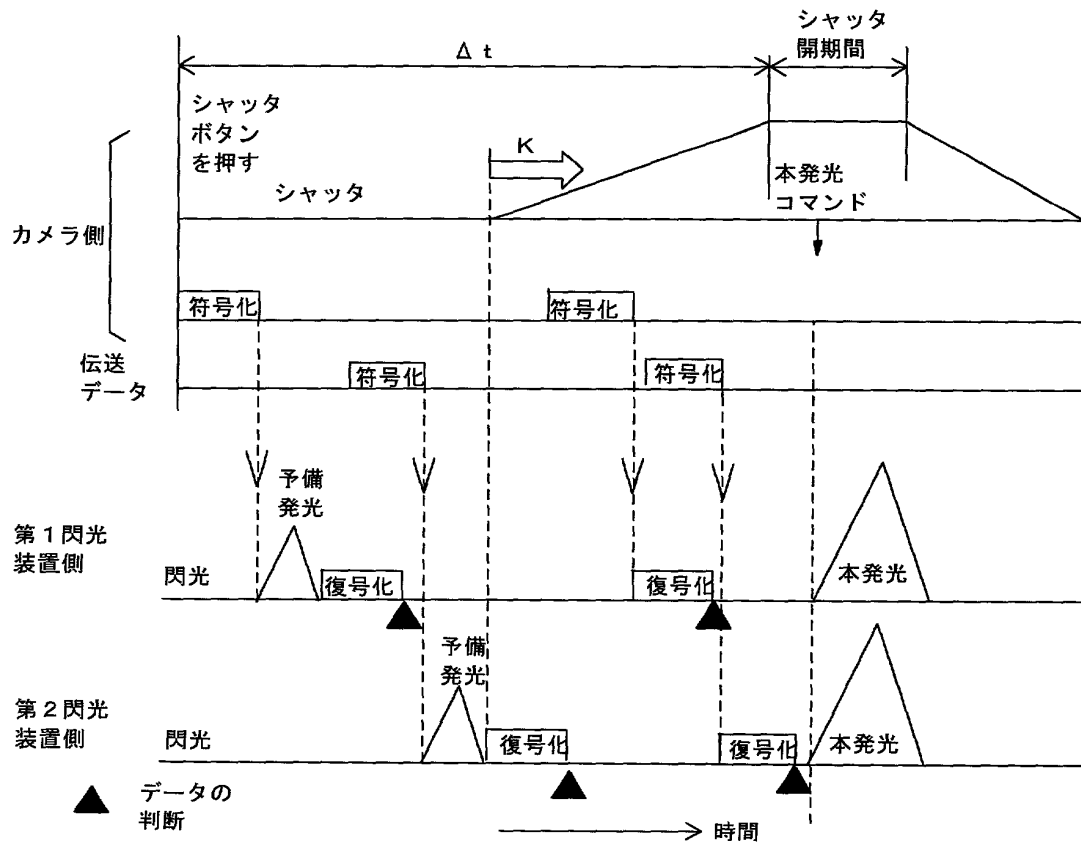 シャッタ
開期間
Δt
シャッタ
ボタン
を押す
K
シャッタ
本発光
コマンド
カメラ側
符号化
符号化
伝送
データ
符号化
符号化
予備
発光
第1閃光
装置側
閃光
復号化
復号化
本発光
予備
発光
第2閃光
装置側
閃光
復号化
復号化
本発光
データの
判断
時間